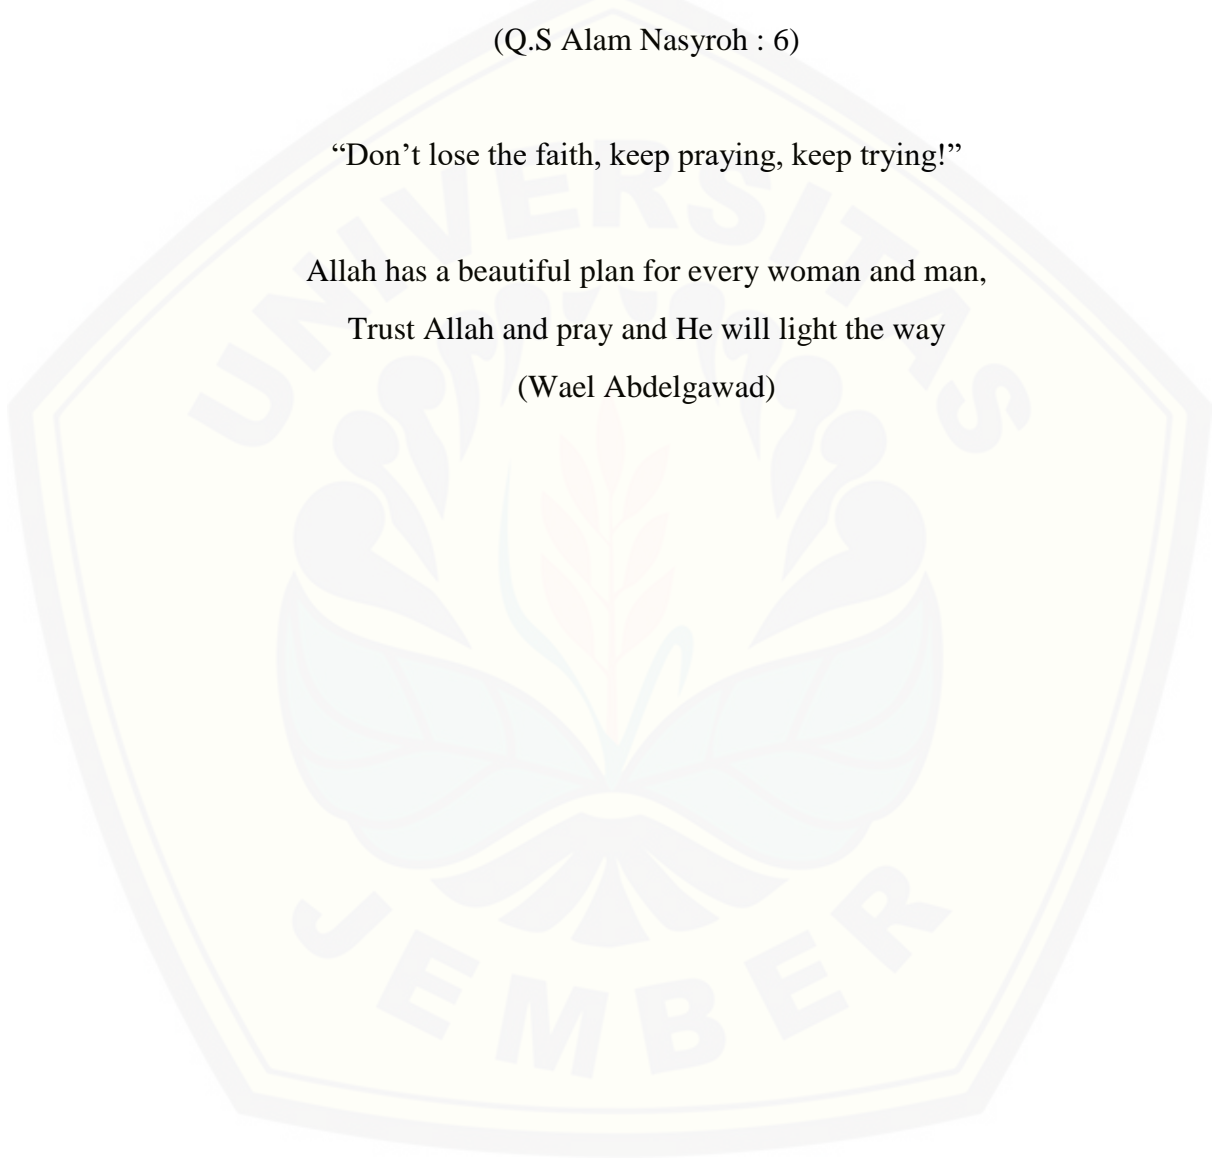 (Q.S Alam Nasyroh : 6)
“Don’t lose the faith, keep praying, keep trying!”
Allah has a beautiful plan for every woman and man,
Trust Allah and pray and He will light the way
(Wael Abdelgawad)
UNIVERSITAS
JEMBER